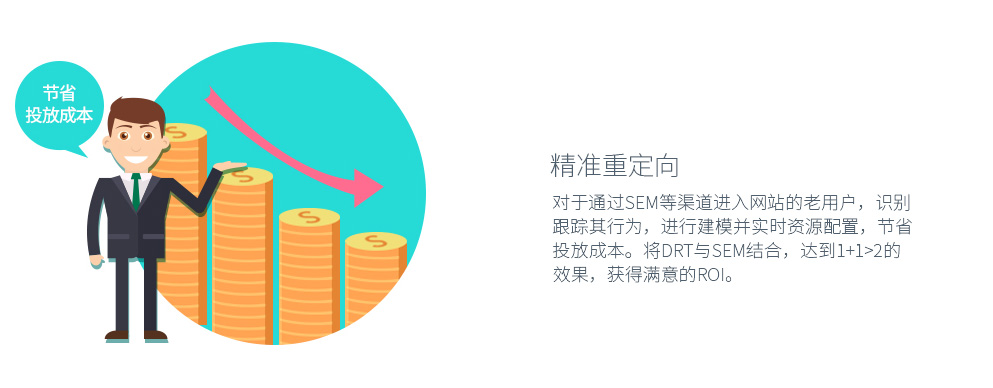 节省
投放成本
精准重定向
对于通过SEM等渠道进入网站的老用户，识别
跟踪其行为，进行建模并实时资源配置，节省
投放成本。将DRT与SEM结合，达到1+1>2的
效果，获得满意的ROI。